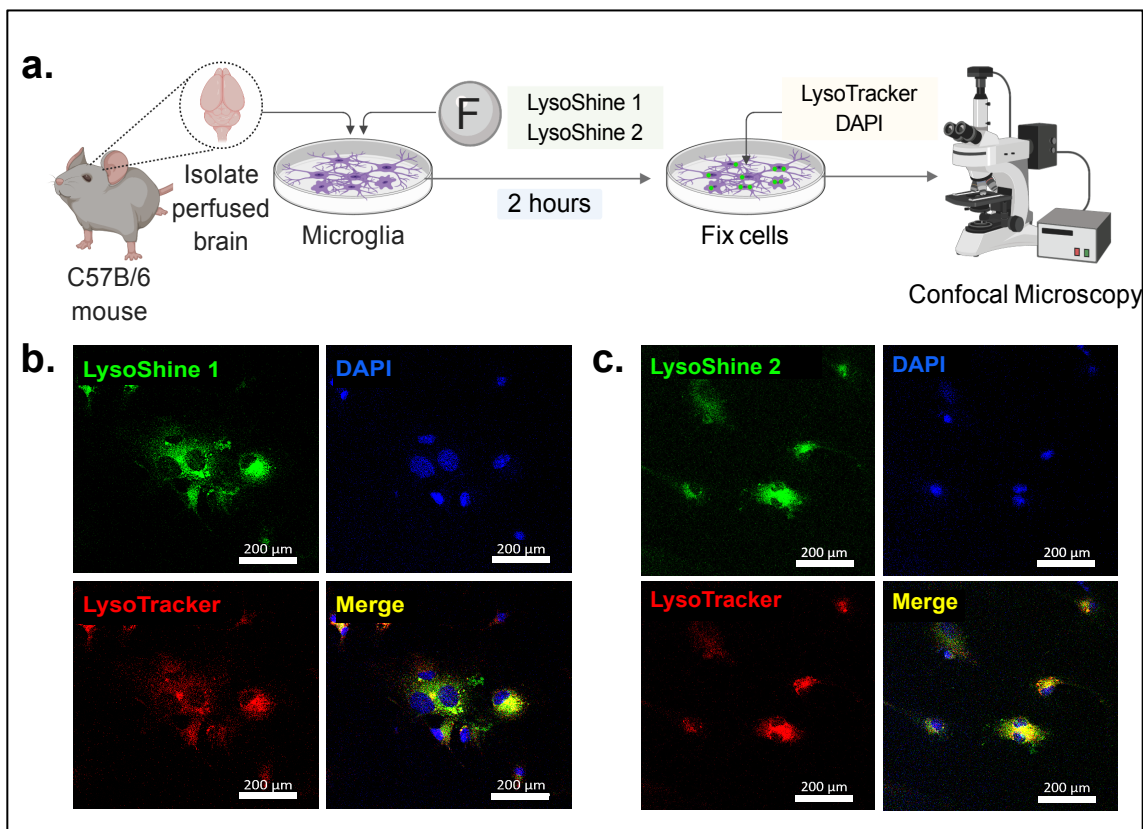 a.
F
LysoShine 1
LysoShine 2
LysoTracker
DAPI
Isolate
perfused
brain
C57B/6
mouse
Microglia
2 hours
Fix cells
Confocal Microscopy
b.
LysoShine 1
200 µm
DAPI
200 µm
LysoTracker
200 µm
Merge
200 µm
c.
LysoShine 2
200 µm
DAPI
200 µm
LysoTracker
200 µm
Merge
200 µm